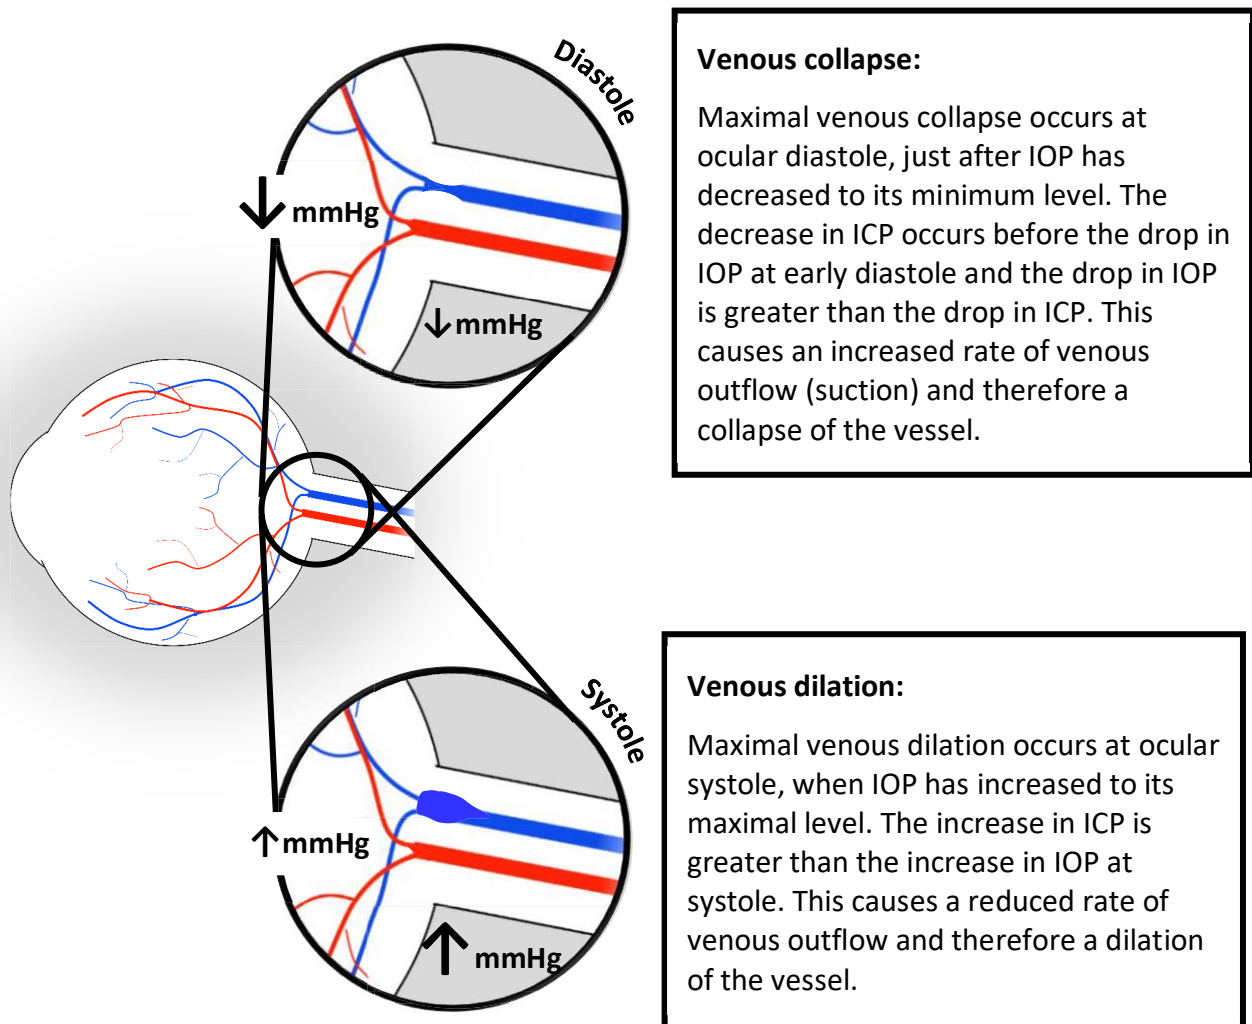 Diastole
mmHg
mmHg
Venous collapse:
Maximal venous collapse occurs at
ocular diastole, just after IOP has
decreased to its minimum level. The
decrease in ICP occurs before the drop in
IOP at early diastole and the drop in IOP
is greater than the drop in ICP. This
causes an increased rate of venous
outflow (suction) and therefore a
collapse of the vessel.
Systole
mmHg
mmHg
Venous dilation:
Maximal venous dilation occurs at ocular
systole, when IOP has increased to its
maximal level. The increase in ICP is
greater than the increase in IOP at
systole. This causes a reduced rate of
venous outflow and therefore a dilation
of the vessel.